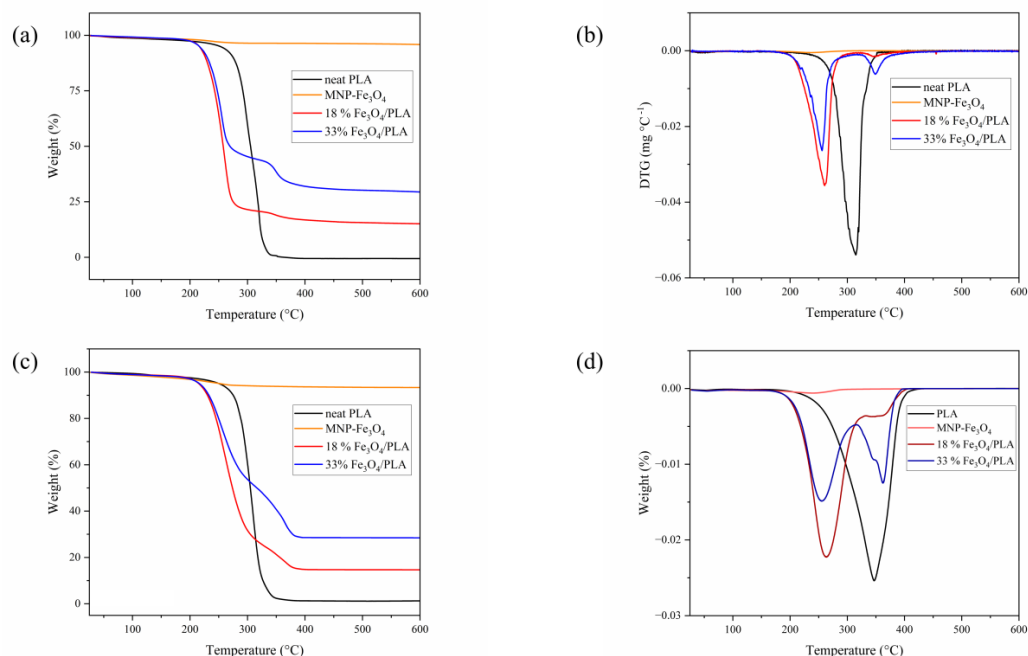 (a)
100
75
50
25
0
Weight (%)
neat PLA
MNP-Fe₃O₄
18 % Fe₃O₄/PLA
33% Fe₃O₄/PLA
100 200 300 400 500 600
Temperature (°C)
(b)
0.00
−0.02
−0.04
−0.06
DTG (mg °C⁻¹)
neat PLA
MNP-Fe₃O₄
18 % Fe₃O₄/PLA
33% Fe₃O₄/PLA
100 200 300 400 500 600
Temperature (°C)
(c)
100
80
60
40
20
0
Weight (%)
neat PLA
MNP-Fe₃O₄
18 % Fe₃O₄/PLA
33% Fe₃O₄/PLA
100 200 300 400 500 600
Temperature (°C)
(d)
0.00
−0.01
−0.02
−0.03
Weight (%)
PLA
MNP-Fe₃O₄
18 % Fe₃O₄/PLA
33 % Fe₃O₄/PLA
100 200 300 400 500 600
Temperature (°C)